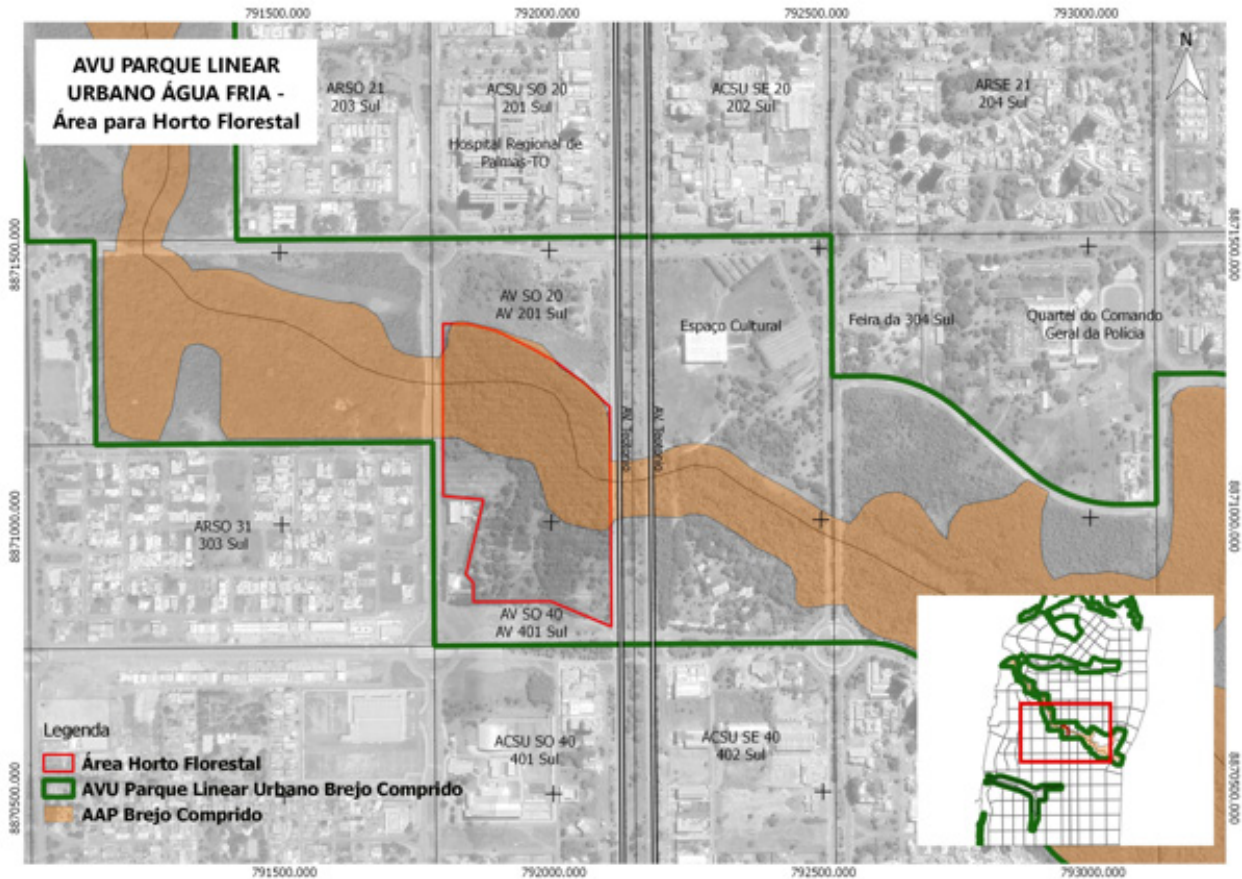 791500.000
792000.000
792500.000
793000.000
AVU PARQUE LINEAR
URBANO ÁGUA FRIA -
Área para Horto Florestal
N
ARSO 21
203 Sul
ACSU SO 20
201 Sul
ACSU SE 20
202 Sul
ARSE 21
204 Sul
Hospital Regional de
Palmas-TO
8871500.000
8871500.000
AV SO 20
AV 201 Sul
Espaço Cultural
Feira da 304 Sul
Quartel do Comando
Geral da Polícia
AV. Teotonio
AV. Teotonio
8871000.000
8871000.000
ARSO 31
303 Sul
AV SO 40
AV 401 Sul
Legenda
Área Horto Florestal
AVU Parque Linear Urbano Brejo Comprido
AAP Brejo Comprido
ACSU SO 40
401 Sul
ACSU SE 40
402 Sul
8870500.000
8870500.000
791500.000
792000.000
792500.000
793000.000